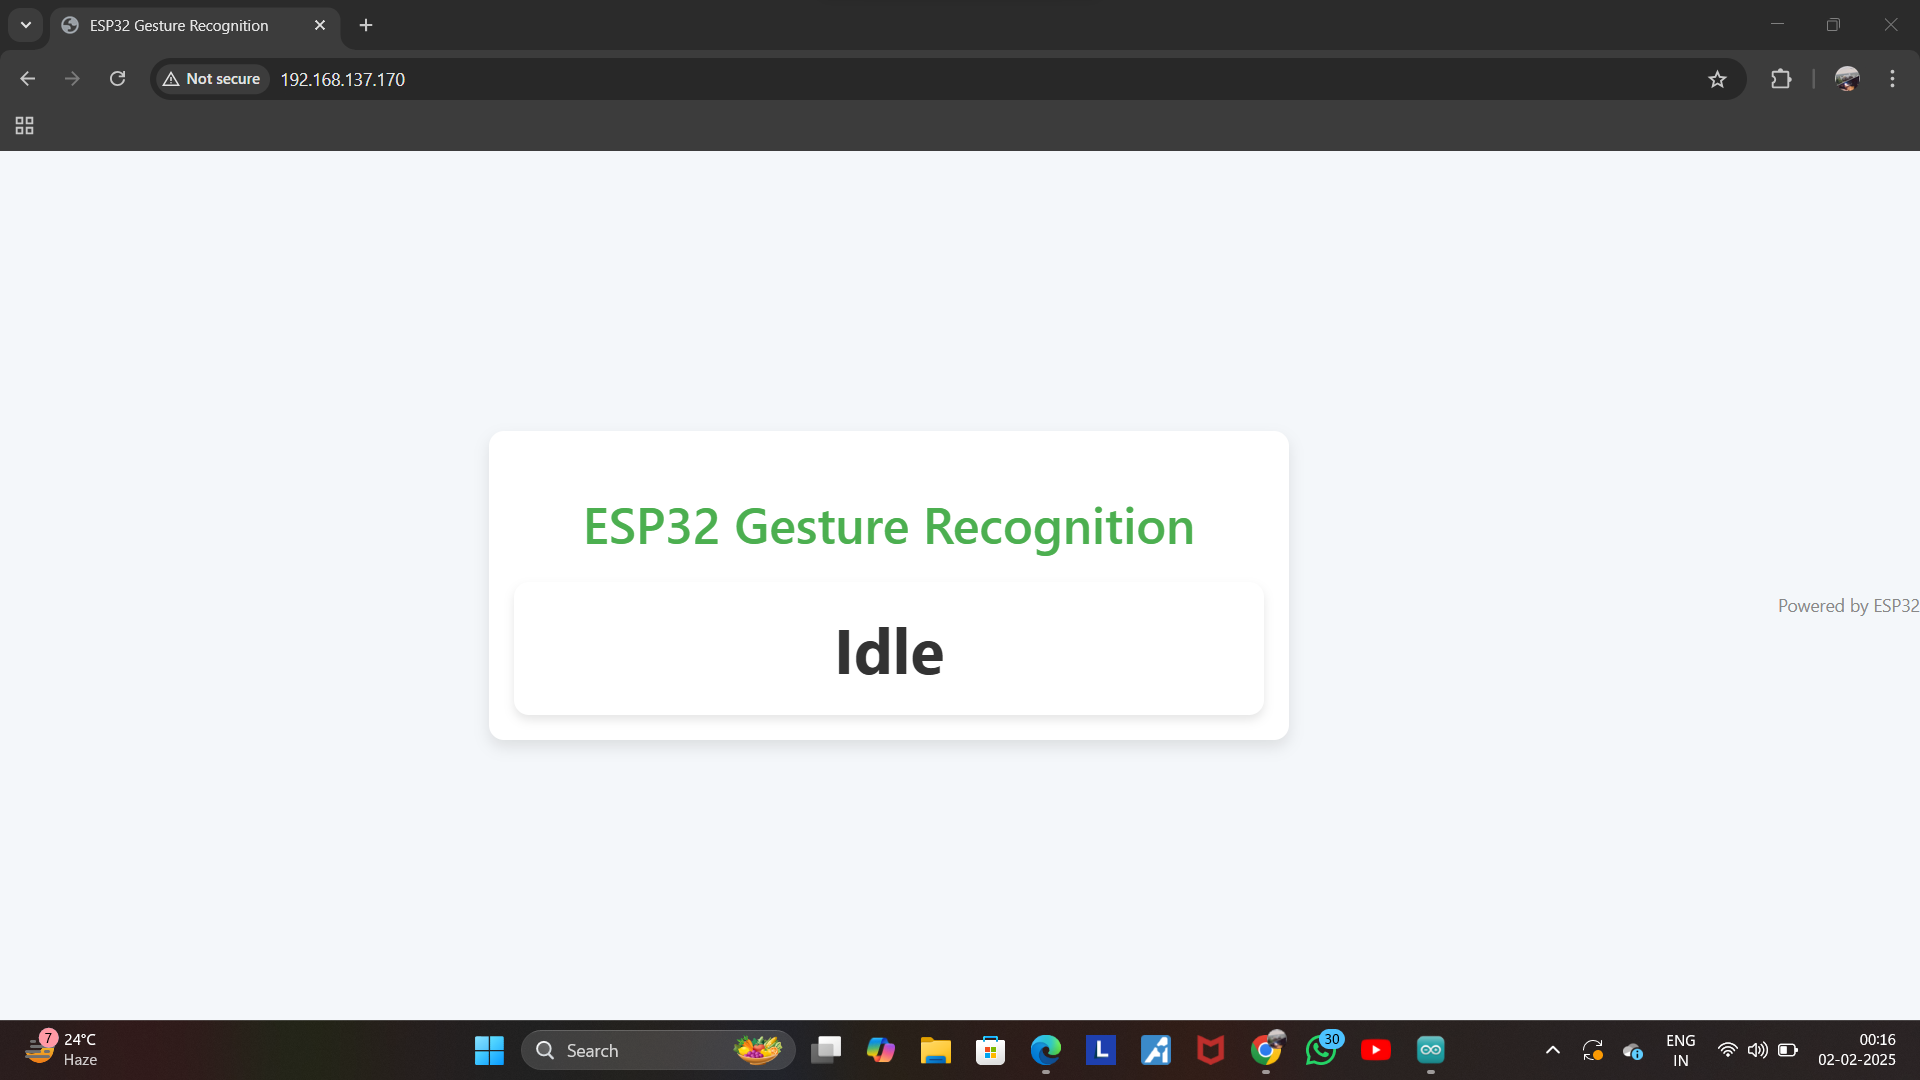 ESP32 Gesture Recognition
Not secure
192.168.137.170
ESP32 Gesture Recognition
Idle
Powered by ESP32
7
24°C
Haze
Search
L
30
ENG
IN
00:16
02-02-2025